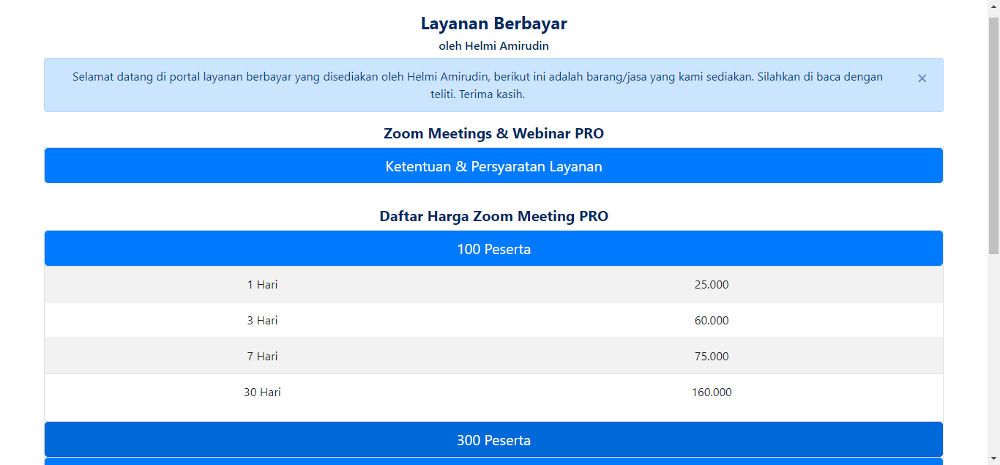 Layanan Berbayar
oleh Helmi Amirudin
Selamat datang di portal layanan berbayar yang disediakan oleh Helmi Amirudin, berikut ini adalah barang/jasa yang kami sediakan. Silahkan di baca dengan
teliti. Terima kasih.
×
Zoom Meetings & Webinar PRO
Ketentuan & Persyaratan Layanan
Daftar Harga Zoom Meeting PRO
100 Peserta
1 Hari 25.000
3 Hari 60.000
7 Hari 75.000
30 Hari 160.000
300 Peserta